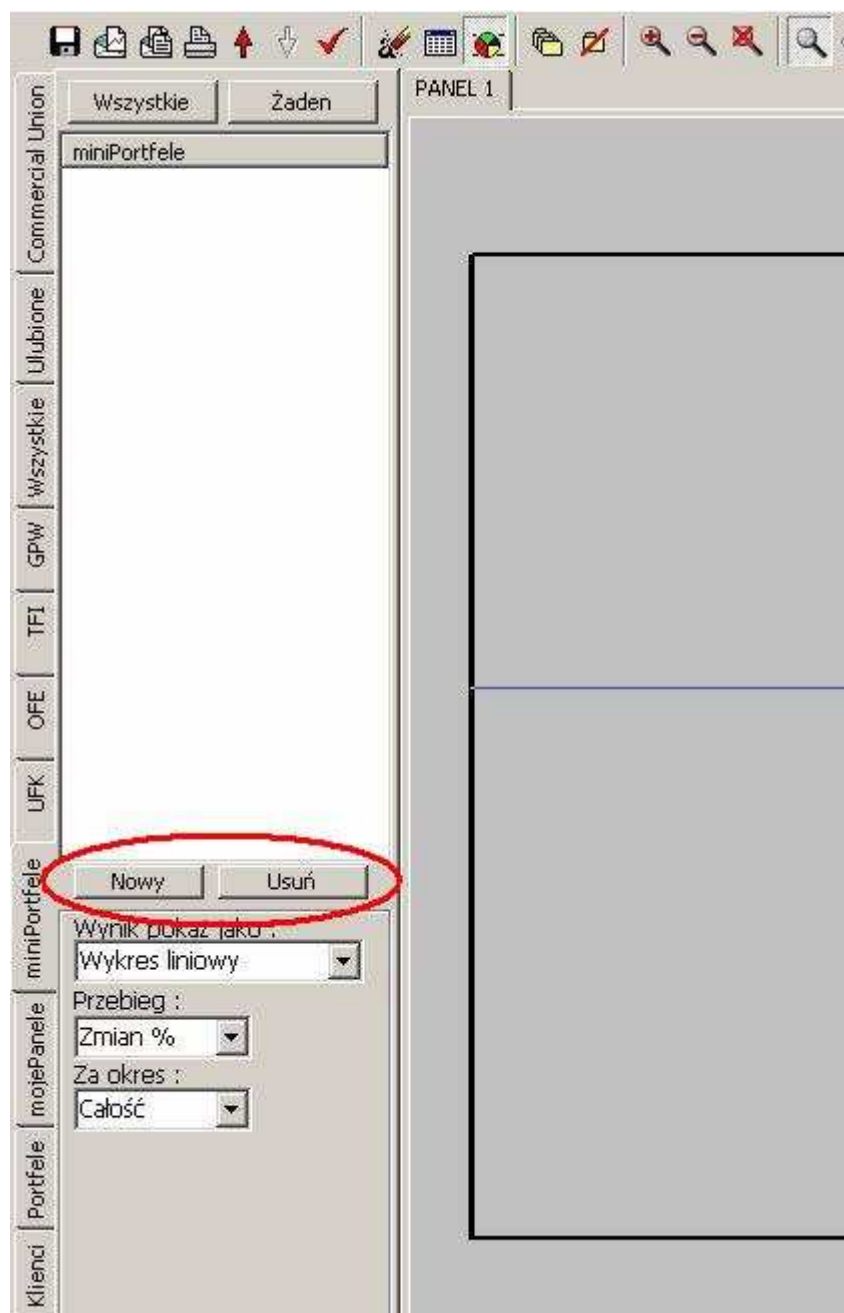 Wszystkie Żaden
PANEL 1
miniPortfele
Commercial Union
Ulubione
Wszystkie
GPW
TFI
OFE
UFK
miniPortfele
mojePanele
Portfele
Klienci
Nowy Usuń
Wynik pokaż jako :
Wykres liniowy
Przebieg :
Zmian %
Za okres :
Całość